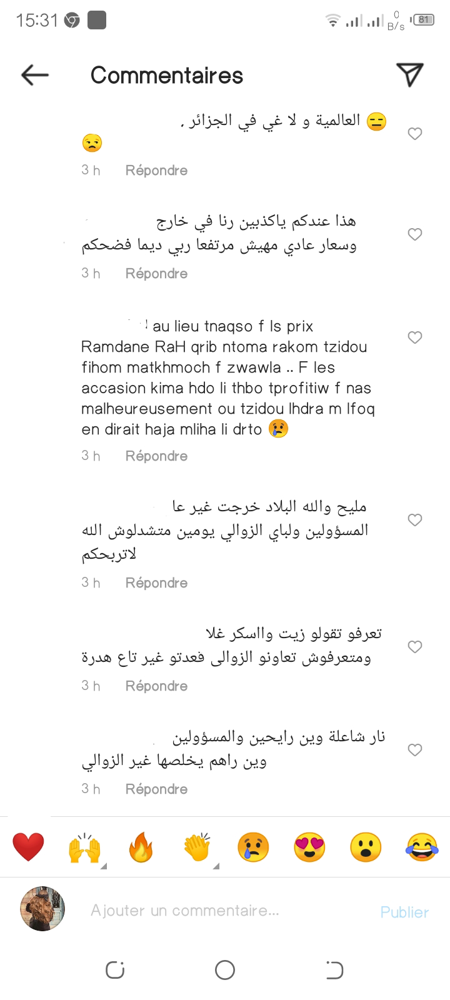 15:31
0
B/s
81
Commentaires
العالمية و لا غي في الجزائر . 😑
😒
3 h Répondre
هذا عندكم ياكذبين رنا في خارج
وسعار عادي مهيش مرتفعا ربي ديما فضحكم
3 h Répondre
au lieu tnaqso f ls prix
Ramdane RaH qrib ntoma rakom tzidou
fihom matkhmoch f zwawla .. F les
accasion kima hdo li thbo tprofitiw f nas
malheureusement ou tzidou lhdra m lfoq
en dirait haja mliha li drto 😢
3 h Répondre
مليح والله البلاد خرجت غير عا
المسؤولين ولباي الزوالي يومين متشدلوش الله
لاتربحكم
3 h Répondre
تعرفو تقولو زيت وااسكر غلا
ومتعرفوش تعاونو الزوالى فعدتو غير تاع هدرة
3 h Répondre
نار شاعلة وين رايحين والمسؤولين
وين راهم يخلصها غير الزوالي
3 h Répondre
❤️ 🙌 🔥 👏 😢 😍 😮 😂
Ajouter un commentaire... Publier